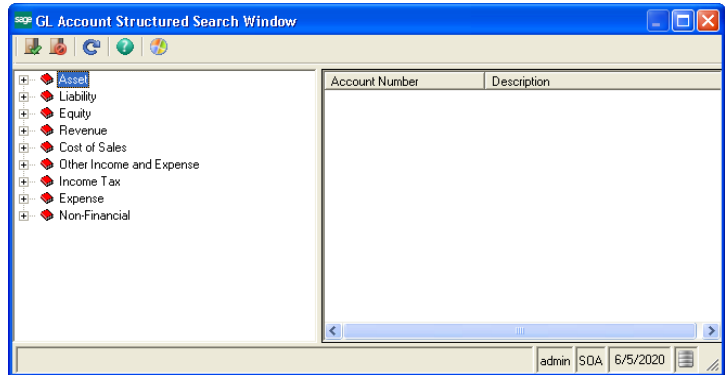 sage GL Account Structured Search Window
Asset
Liability
Equity
Revenue
Cost of Sales
Other Income and Expense
Income Tax
Expense
Non-Financial
Account Number Description
admin SOA 6/5/2020